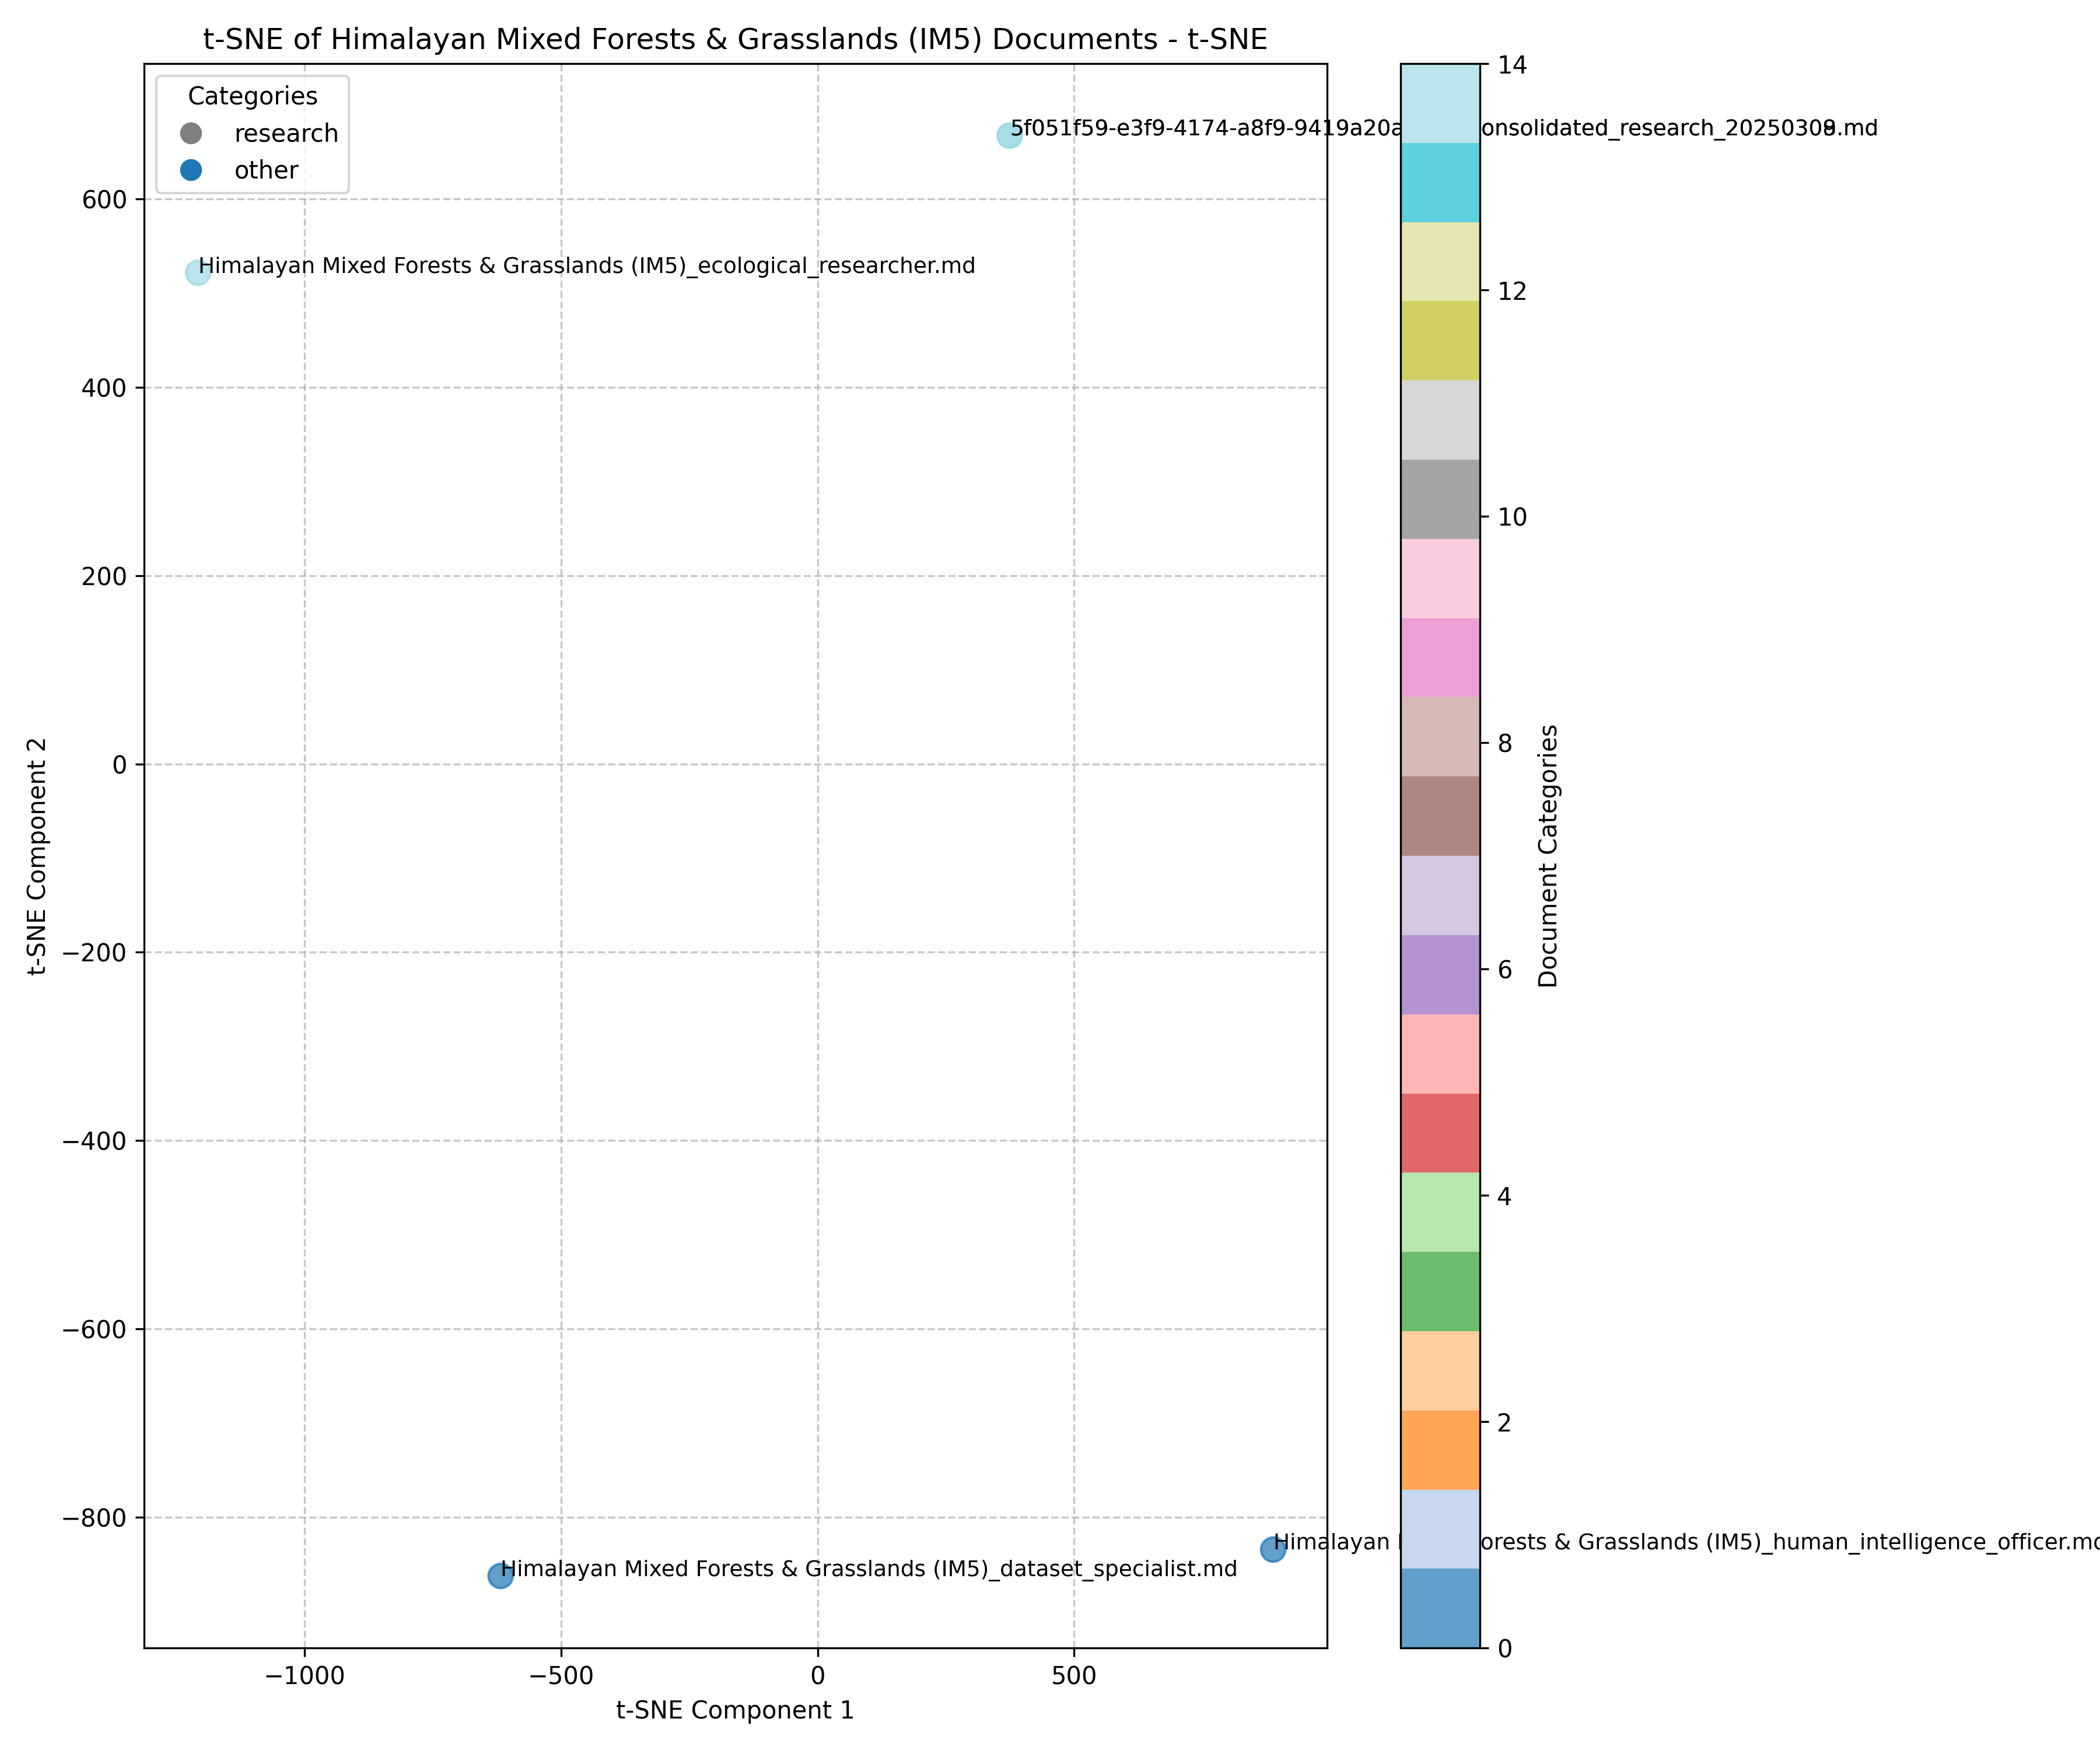 t-SNE of Himalayan Mixed Forests & Grasslands (IM5) Documents - t-SNE
Categories
research
other
5f051f59-e3f9-4174-a8f9-9419a20a onsolidated_research_2025030 .md
Himalayan Mixed Forests & Grasslands (IM5)_ecological_researcher.md
Himalayan orests & Grasslands (IM5)_human_intelligence_officer.md
Himalayan Mixed Forests & Grasslands (IM5)_dataset_specialist.md
600
400
200
0
−200
−400
−600
−800
t-SNE Component 2
−1000
−500
0
500
t-SNE Component 1
14
12
10
8
6
4
2
0
Document Categories